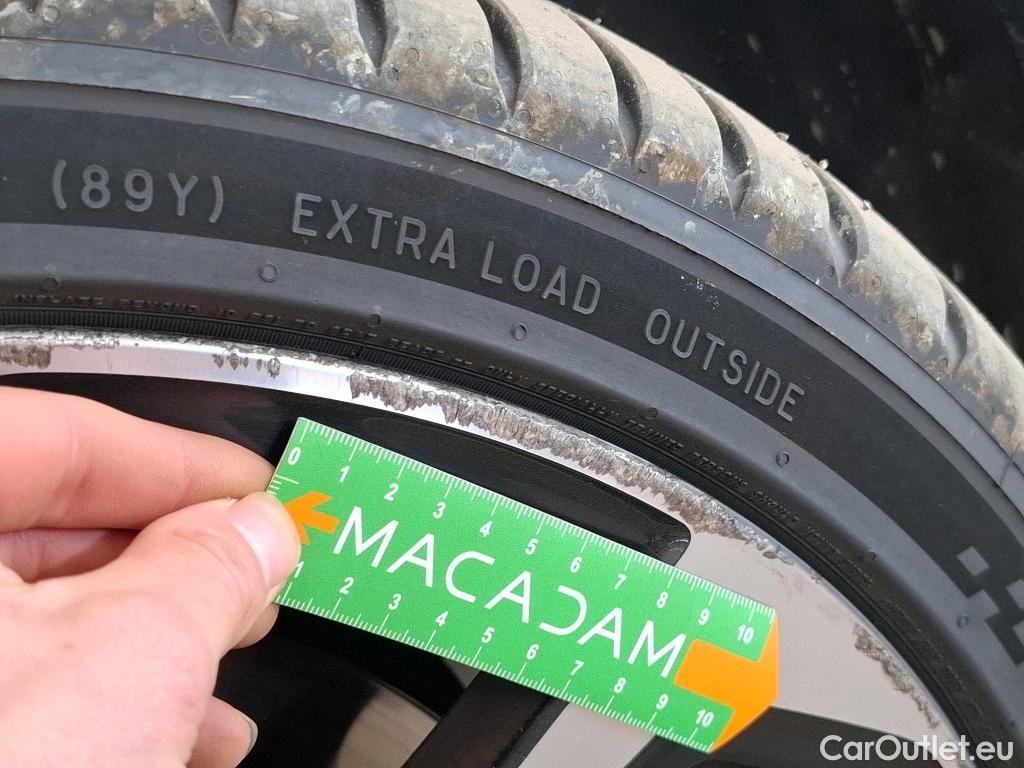 (89Y) EXTRA LOAD OUTSIDE
0 1 2 3 4 5 6 7 8 9 10
MACADAM
1 2 3 4 5 6 7 8 9 10
CarOutlet.eu